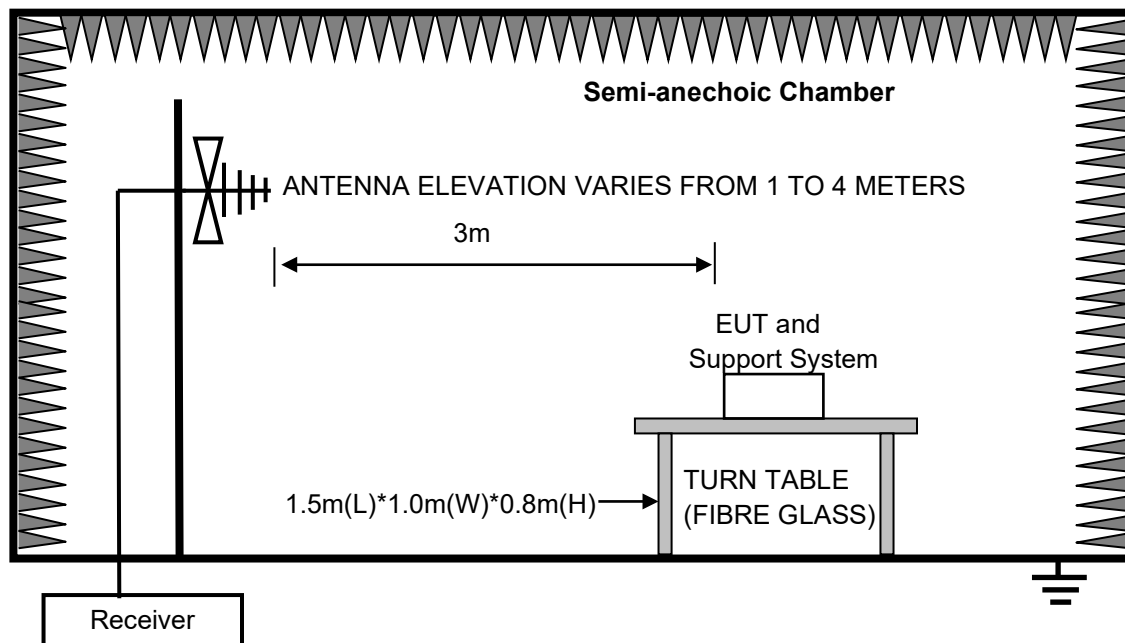 Semi-anechoic Chamber
ANTENNA ELEVATION VARIES FROM 1 TO 4 METERS
3m
EUT and
Support System
TURN TABLE
(FIBRE GLASS)
1.5m(L)*1.0m(W)*0.8m(H)
Receiver